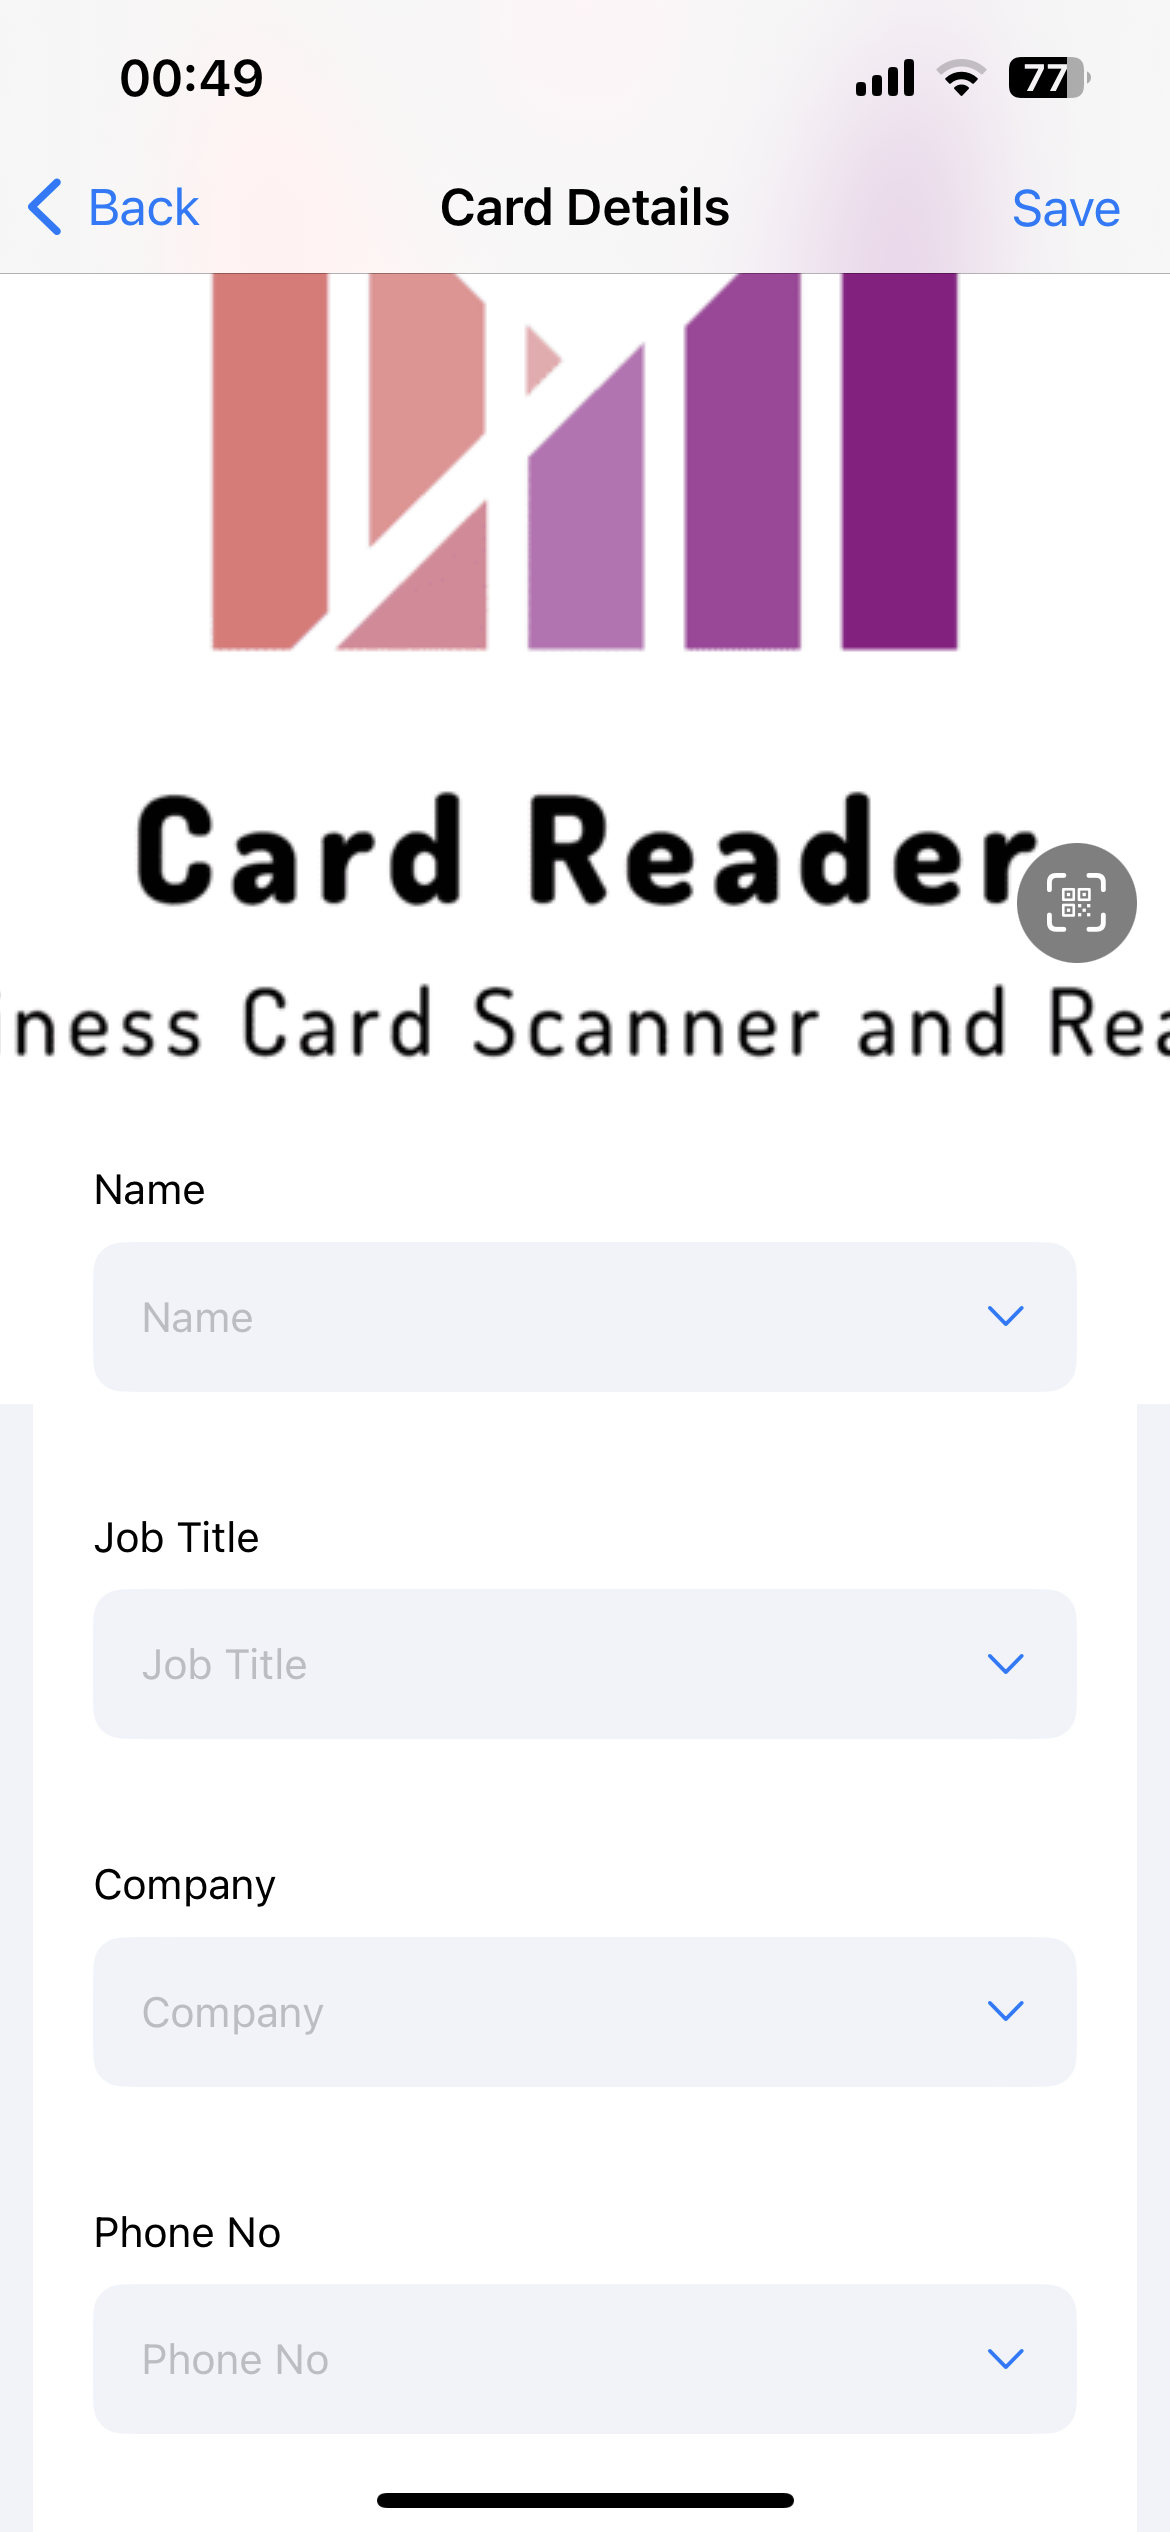 00:49
77
Back
Card Details
Save
Card Reader
iness Card Scanner and Rea
Name
Name
Job Title
Job Title
Company
Company
Phone No
Phone No